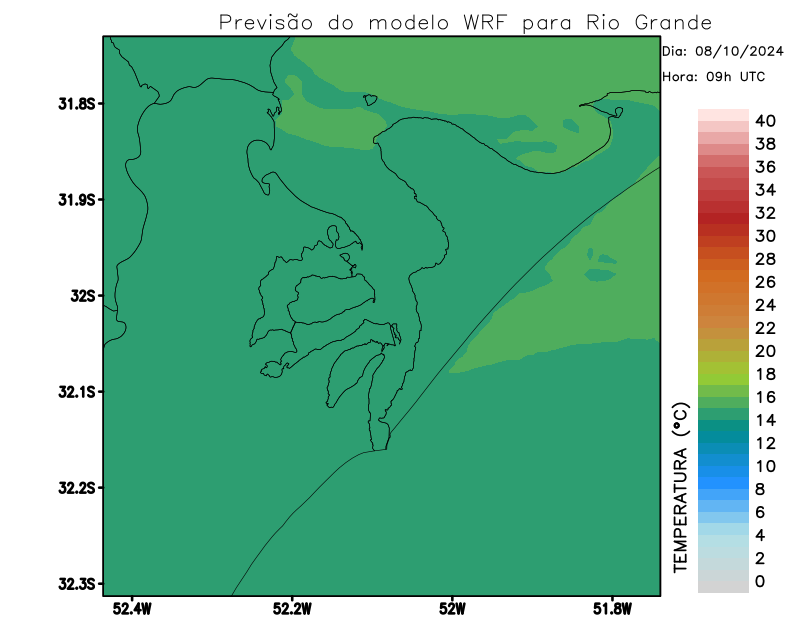 Previsão do modelo WRF para Rio Grande
Dia: 08/10/2024
Hora: 09h UTC
31.8S
31.9S
32S
32.1S
32.2S
32.3S
52.4W
52.2W
52W
51.8W
TEMPERATURA (°C)
40
38
36
34
32
30
28
26
24
22
20
18
16
14
12
10
8
6
4
2
0